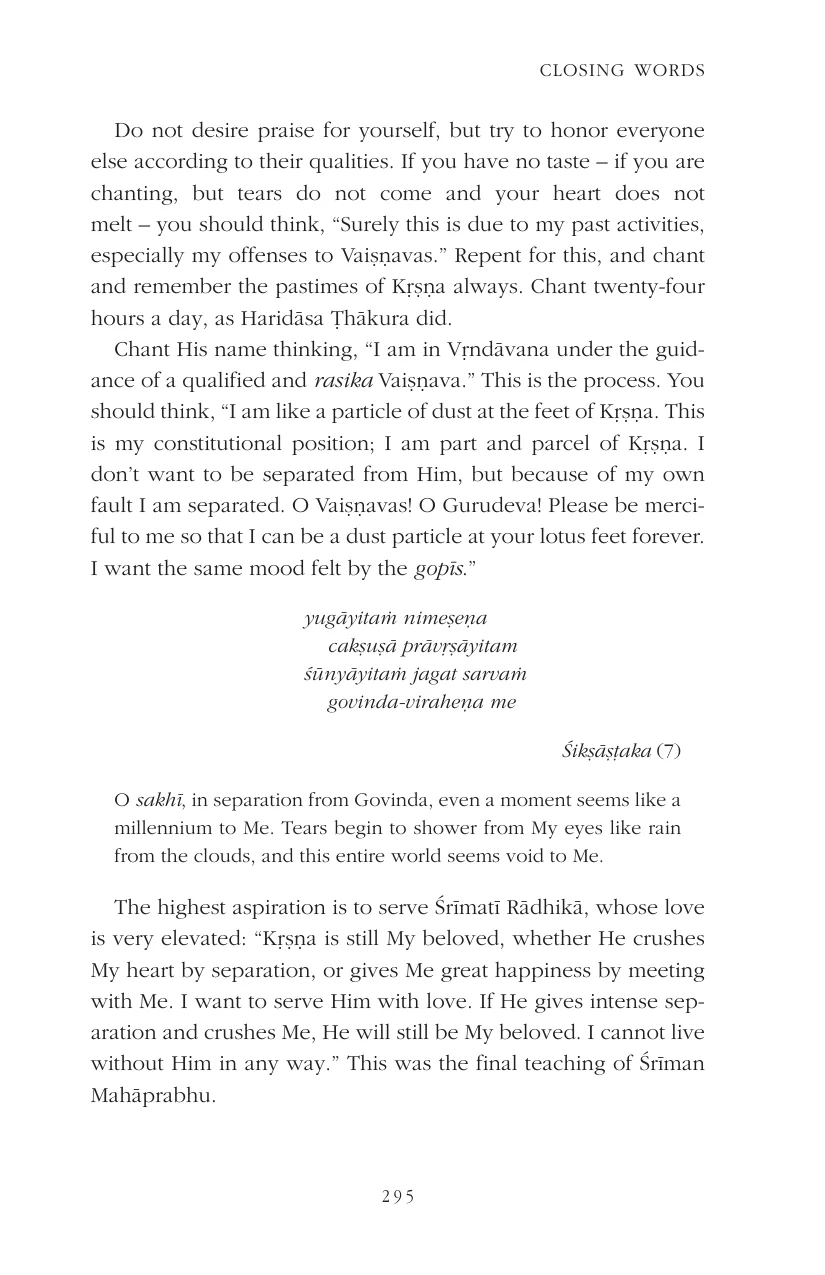 CLOSING WORDS
Do not desire praise for yourself, but try to honor everyone
else according to their qualities. If you have no taste – if you are
chanting, but tears do not come and your heart does not
melt – you should think, “Surely this is due to my past activities,
especially my offenses to Vaiṣṇavas.” Repent for this, and chant
and remember the pastimes of Kṛṣṇa always. Chant twenty-four
hours a day, as Haridāsa Ṭhākura did.
Chant His name thinking, “I am in Vṛndāvana under the guid-
ance of a qualified and rasika Vaiṣṇava.” This is the process. You
should think, “I am like a particle of dust at the feet of Kṛṣṇa. This
is my constitutional position; I am part and parcel of Kṛṣṇa. I
don’t want to be separated from Him, but because of my own
fault I am separated. O Vaiṣṇavas! O Gurudeva! Please be merci-
ful to me so that I can be a dust particle at your lotus feet forever.
I want the same mood felt by the gopīs.”
yugāyitaṁ nimeṣeṇa
cakṣuṣā prāvṛṣāyitam
śūnyāyitaṁ jagat sarvaṁ
govinda-viraheṇa me
Śikṣāṣṭaka (7)
O sakhī, in separation from Govinda, even a moment seems like a
millennium to Me. Tears begin to shower from My eyes like rain
from the clouds, and this entire world seems void to Me.
The highest aspiration is to serve Śrīmatī Rādhikā, whose love
is very elevated: “Kṛṣṇa is still My beloved, whether He crushes
My heart by separation, or gives Me great happiness by meeting
with Me. I want to serve Him with love. If He gives intense sep-
aration and crushes Me, He will still be My beloved. I cannot live
without Him in any way.” This was the final teaching of Śrīman
Mahāprabhu.
295